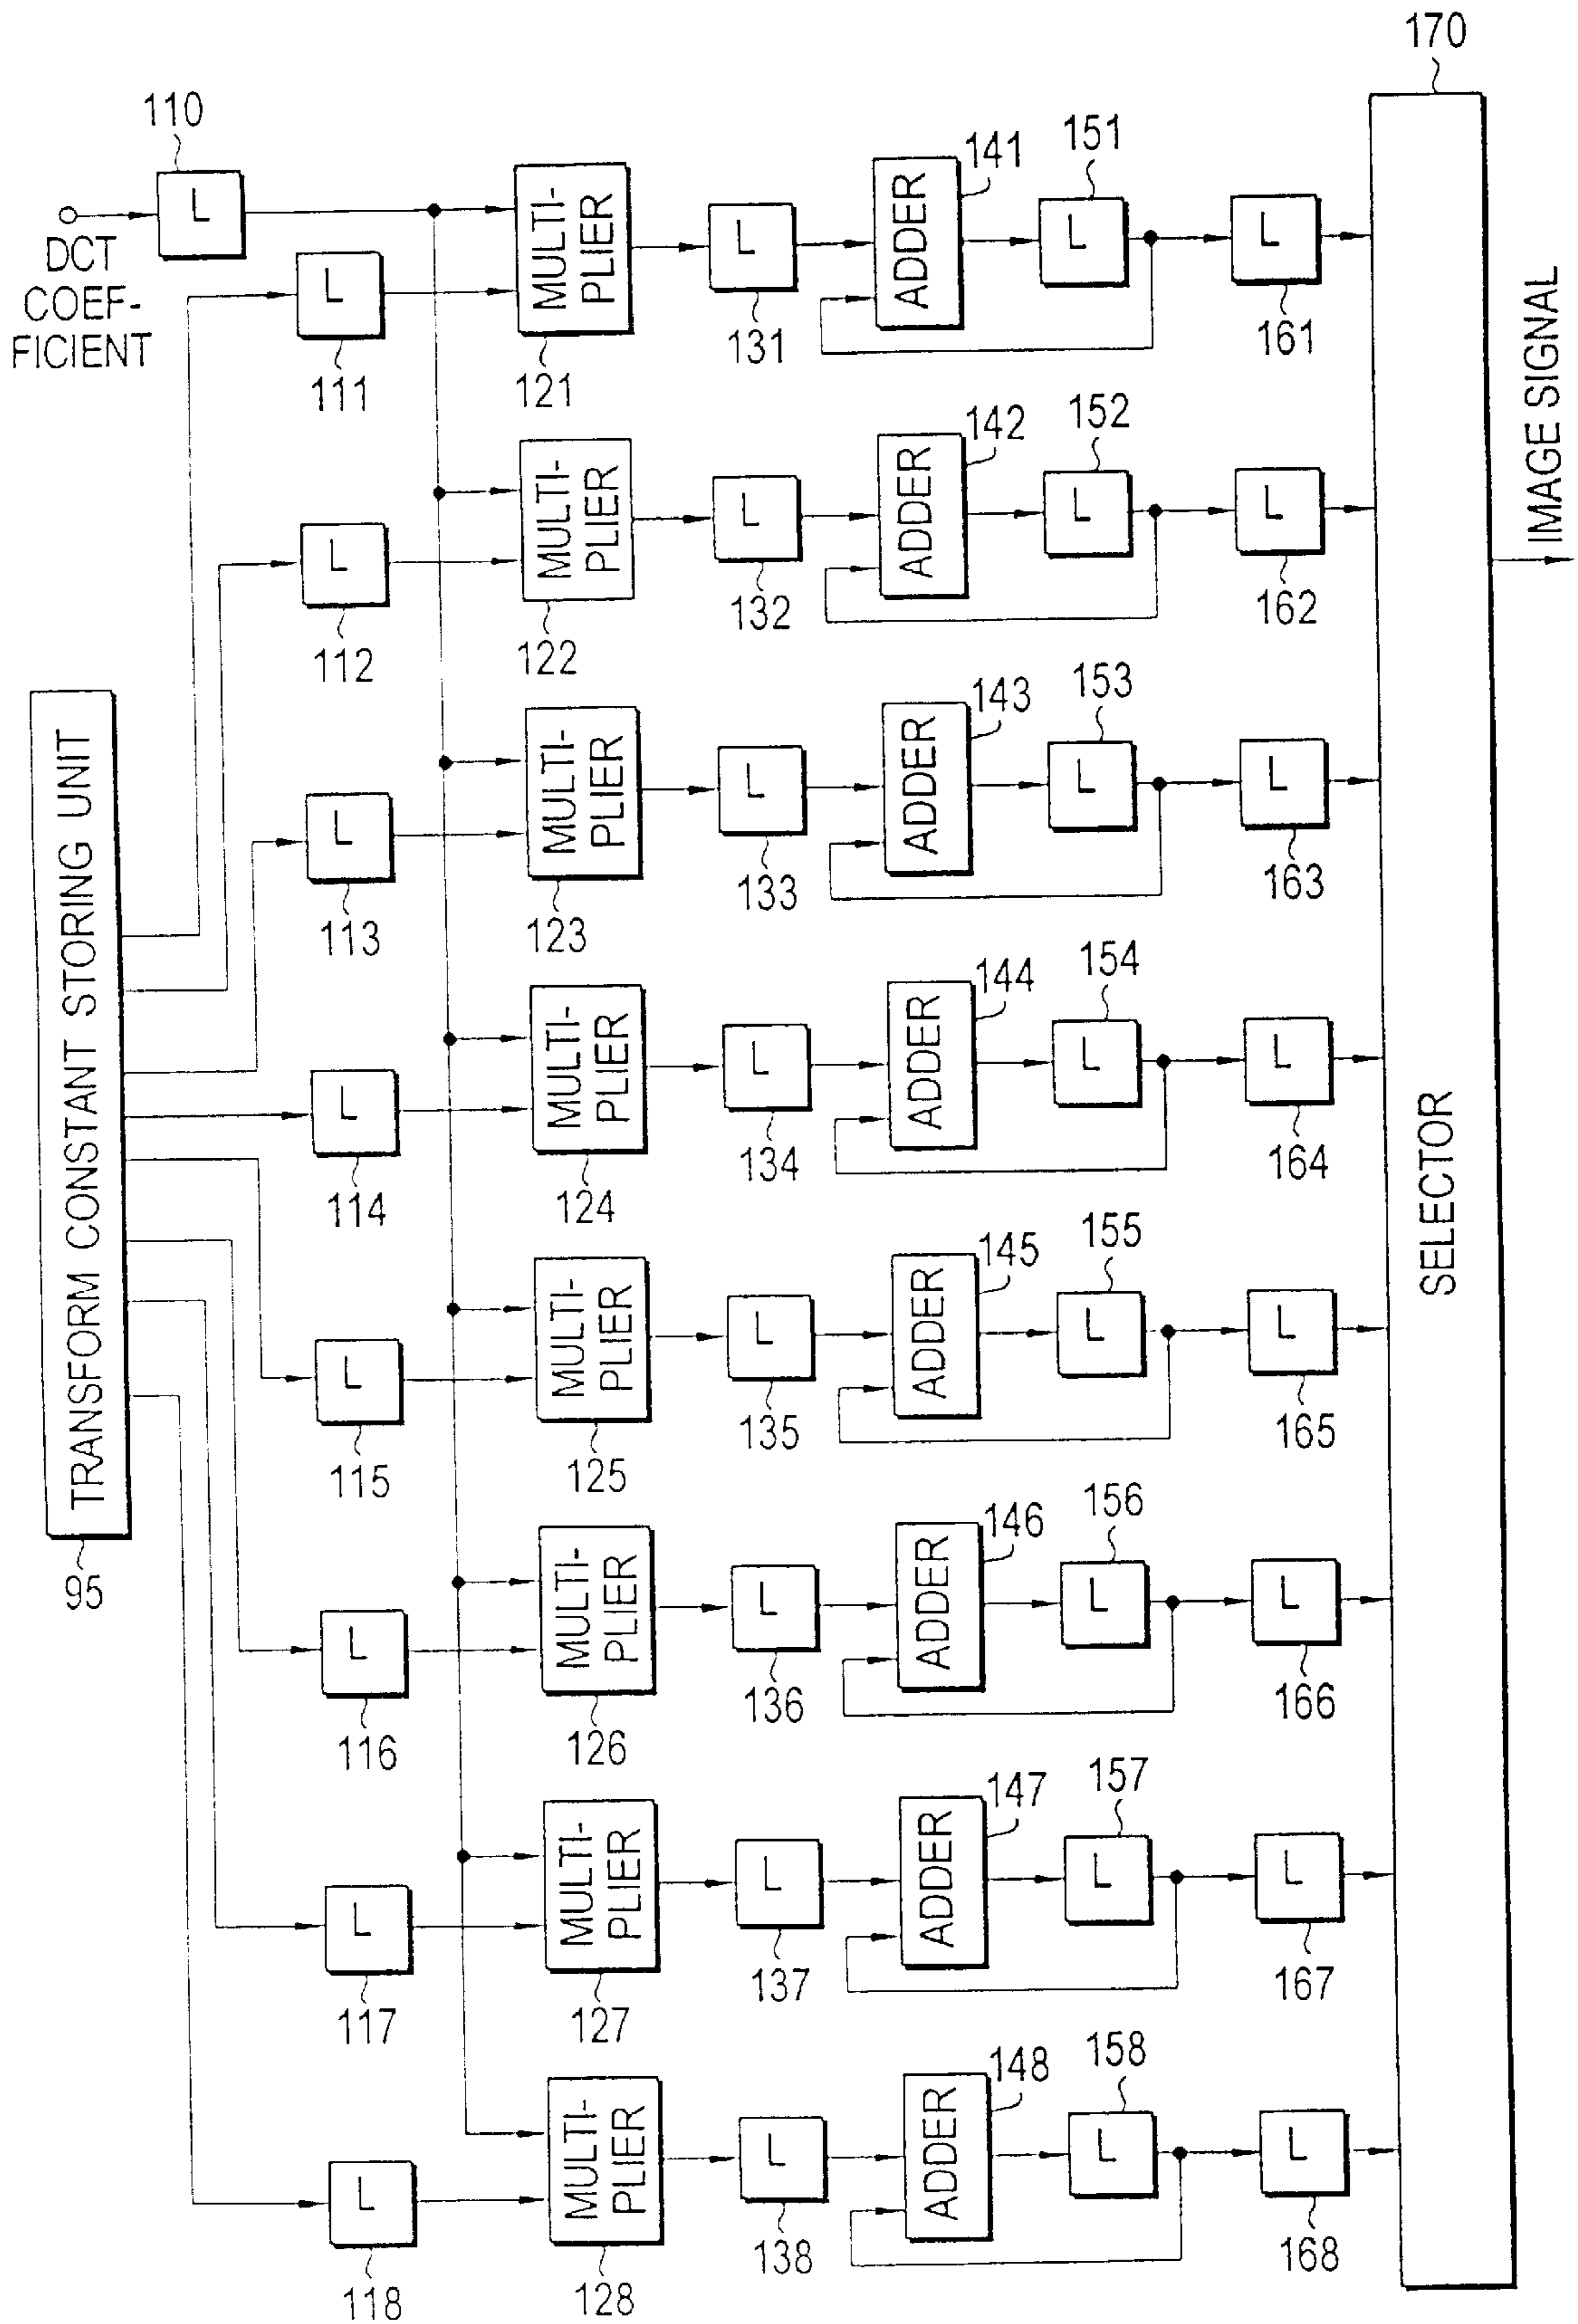 170
110
L
DCT
COEF-
FICIENT
L
111
MULTI-
PLIER
121
L
131
ADDER
141
L
151
L
161
L
112
MULTI-
PLIER
122
L
132
ADDER
142
L
152
L
162
IMAGE SIGNAL
L
113
MULTI-
PLIER
123
L
133
ADDER
143
L
153
L
163
TRANSFORM CONSTANT STORING UNIT
95
L
114
MULTI-
PLIER
124
L
134
ADDER
144
L
154
L
164
SELECTOR
L
115
MULTI-
PLIER
125
L
135
ADDER
145
L
155
L
165
L
116
MULTI-
PLIER
126
L
136
ADDER
146
L
156
L
166
L
117
MULTI-
PLIER
127
L
137
ADDER
147
L
157
L
167
L
118
MULTI-
PLIER
128
L
138
ADDER
148
L
158
L
168